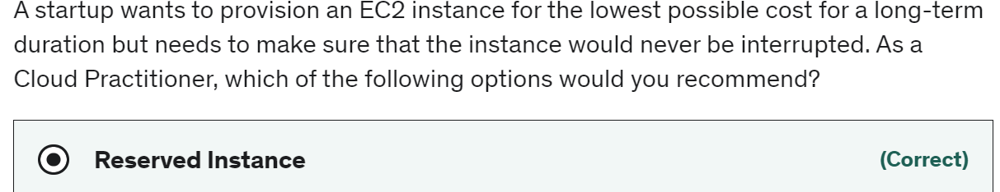 A startup wants to provision an EC2 instance for the lowest possible cost for a long-term
duration but needs to make sure that the instance would never be interrupted. As a
Cloud Practitioner, which of the following options would you recommend?
Reserved Instance (Correct)